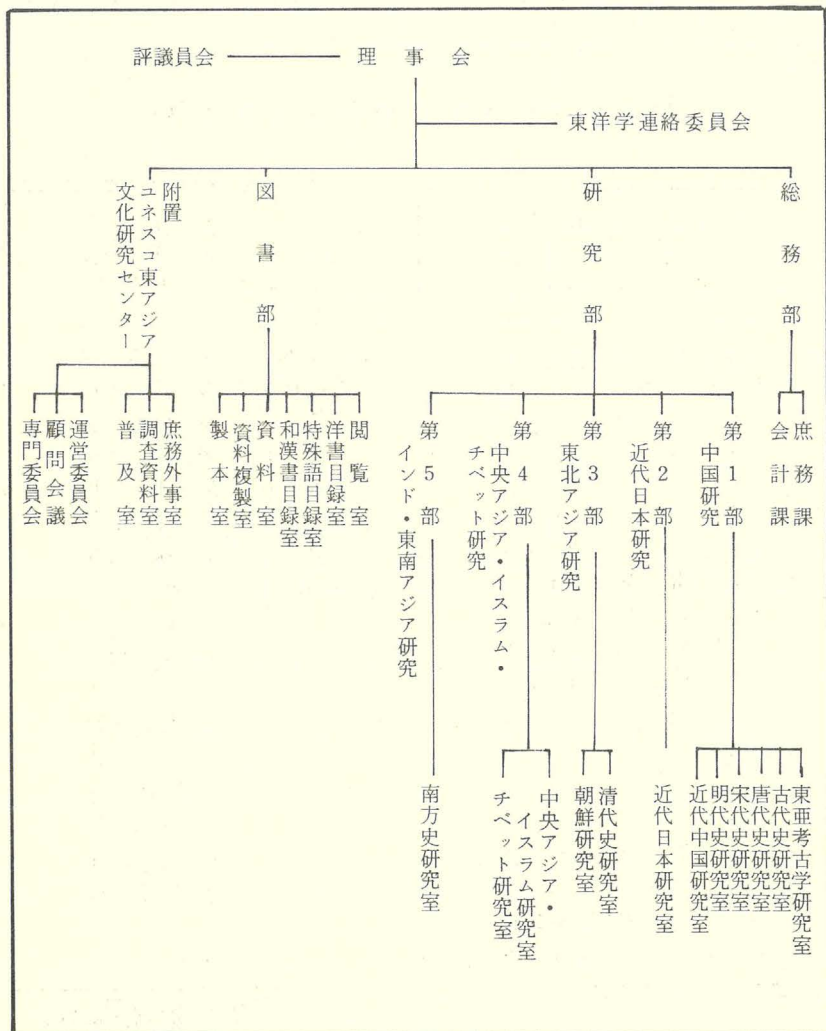 評議員会
理事会
東洋学連絡委員会
総務部
研究部
図書部
附置
ユネスコ東アジア
文化研究センター
庶務課
会計課
第1部
中国研究
第2部
近代日本研究
第3部
東北アジア研究
第4部
中央アジア・イスラム・
チベット研究
第5部
インド・東南アジア研究
閲覧室
洋書目録室
特殊語目録室
和漢書目録室
資料室
資料複製室
製本室
庶務外事室
調査資料室
普及室
運営委員会
顧問会議
専門委員会
東亜考古学研究室
古代史研究室
唐代史研究室
宋代史研究室
明代史研究室
近代中国研究室
近代日本研究室
清代史研究室
朝鮮研究室
中央アジア・
イスラム研究室
チベット研究室
南方史研究室